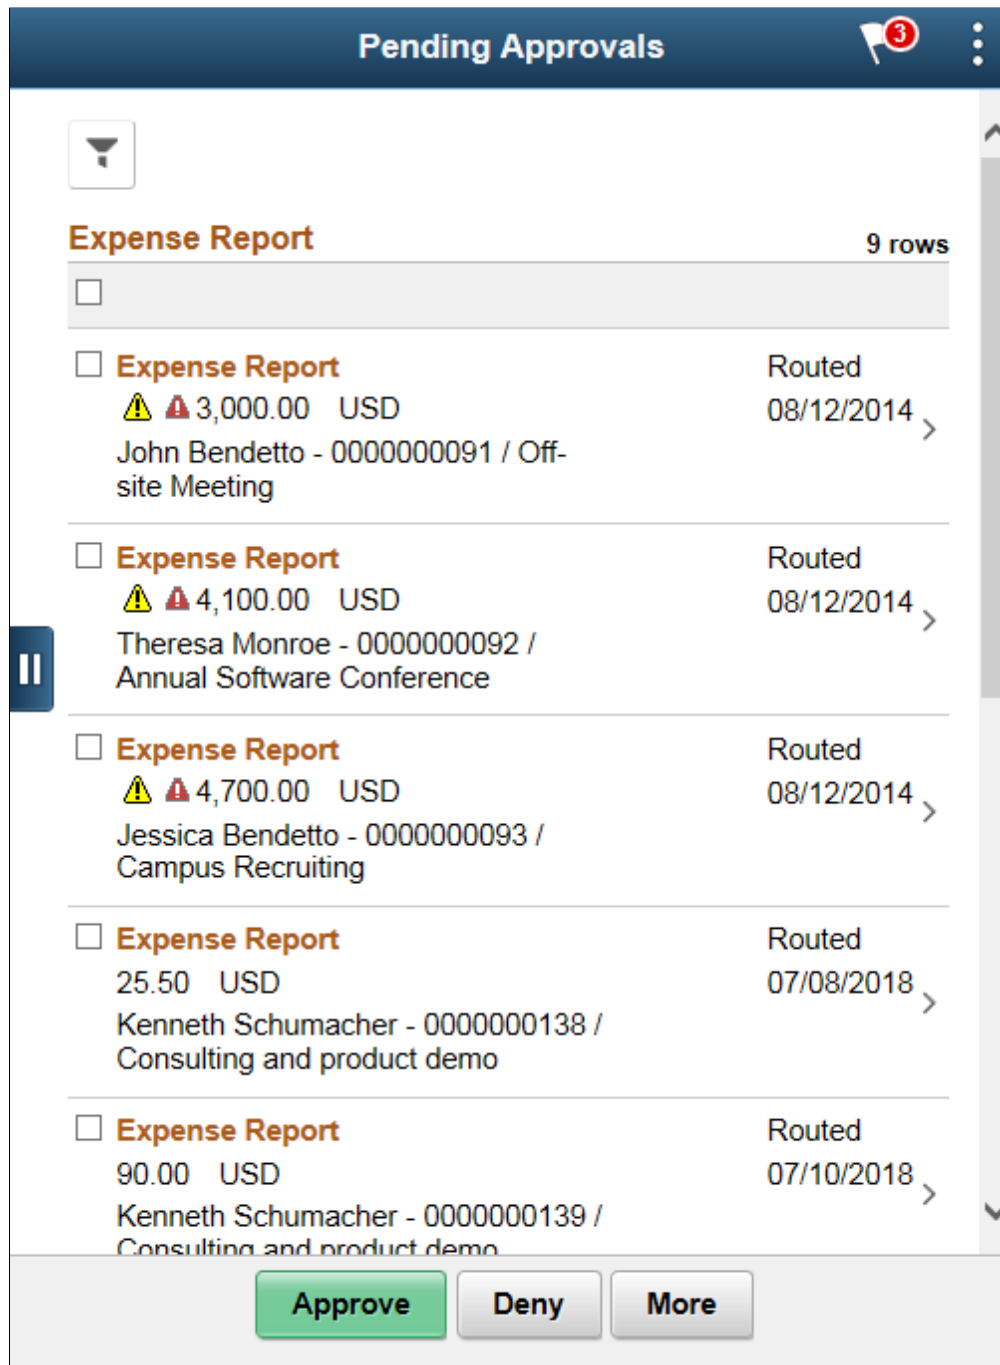 Pending Approvals
3
Expense Report
9 rows
Expense Report
Routed
3,000.00 USD
08/12/2014
John Bendetto - 0000000091 / Off-
site Meeting
Expense Report
Routed
4,100.00 USD
08/12/2014
Theresa Monroe - 0000000092 /
Annual Software Conference
Expense Report
Routed
4,700.00 USD
08/12/2014
Jessica Bendetto - 0000000093 /
Campus Recruiting
Expense Report
Routed
25.50 USD
07/08/2018
Kenneth Schumacher - 0000000138 /
Consulting and product demo
Expense Report
Routed
90.00 USD
07/10/2018
Kenneth Schumacher - 0000000139 /
Consulting and product demo
Approve
Deny
More